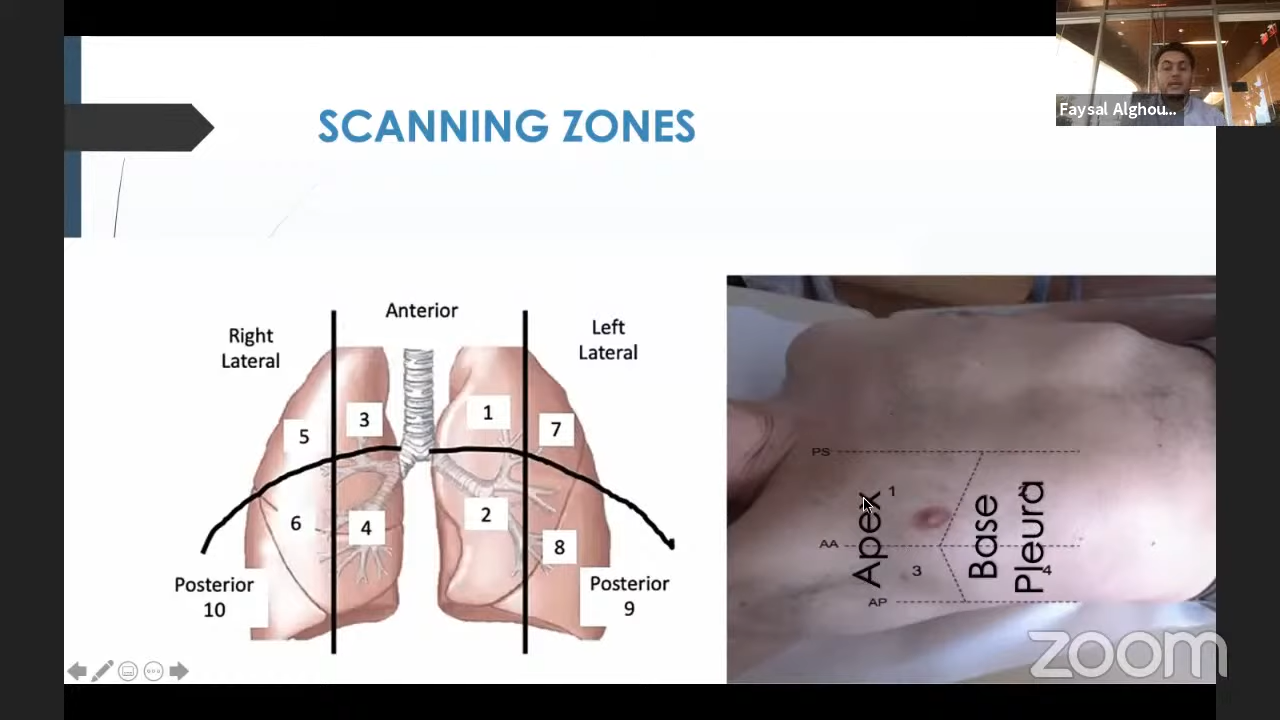 Faysal Alghou...
SCANNING ZONES
Anterior
Right
Lateral
Left
Lateral
3
1
5
7
6
4
2
8
Posterior
10
Posterior
9
PS
1
AA
3
4
AP
Apex
Base
Pleura
zoom